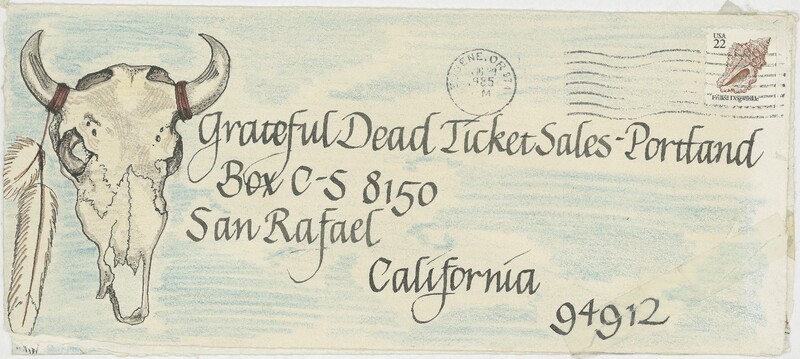 USA
22
EUGENE, OR
1985
Grateful Dead Ticket Sales-Portland
Box C-S 8150
San Rafael
California
94912